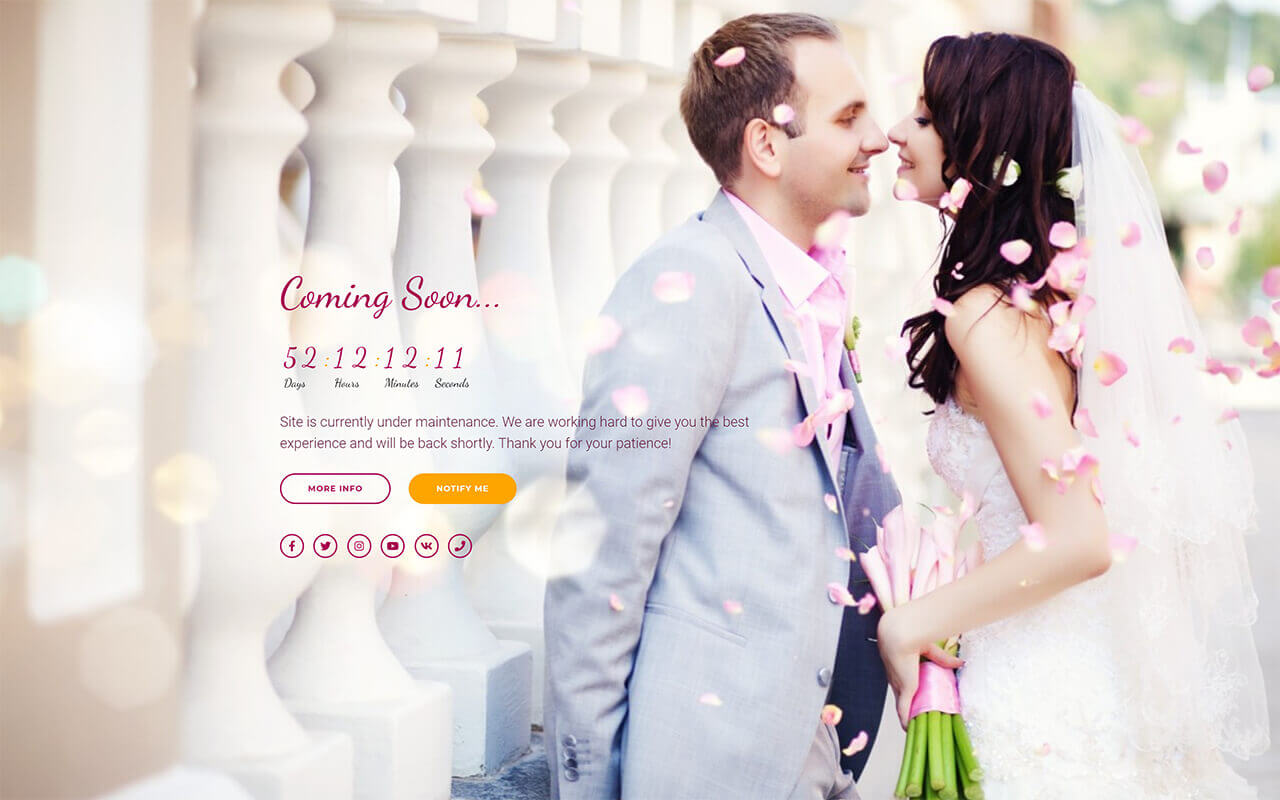 Coming Soon...
52 : 12 : 12 : 11
Days Hours Minutes Seconds
Site is currently under maintenance. We are working hard to give you the best
experience and will be back shortly. Thank you for your patience!
MORE INFO NOTIFY ME